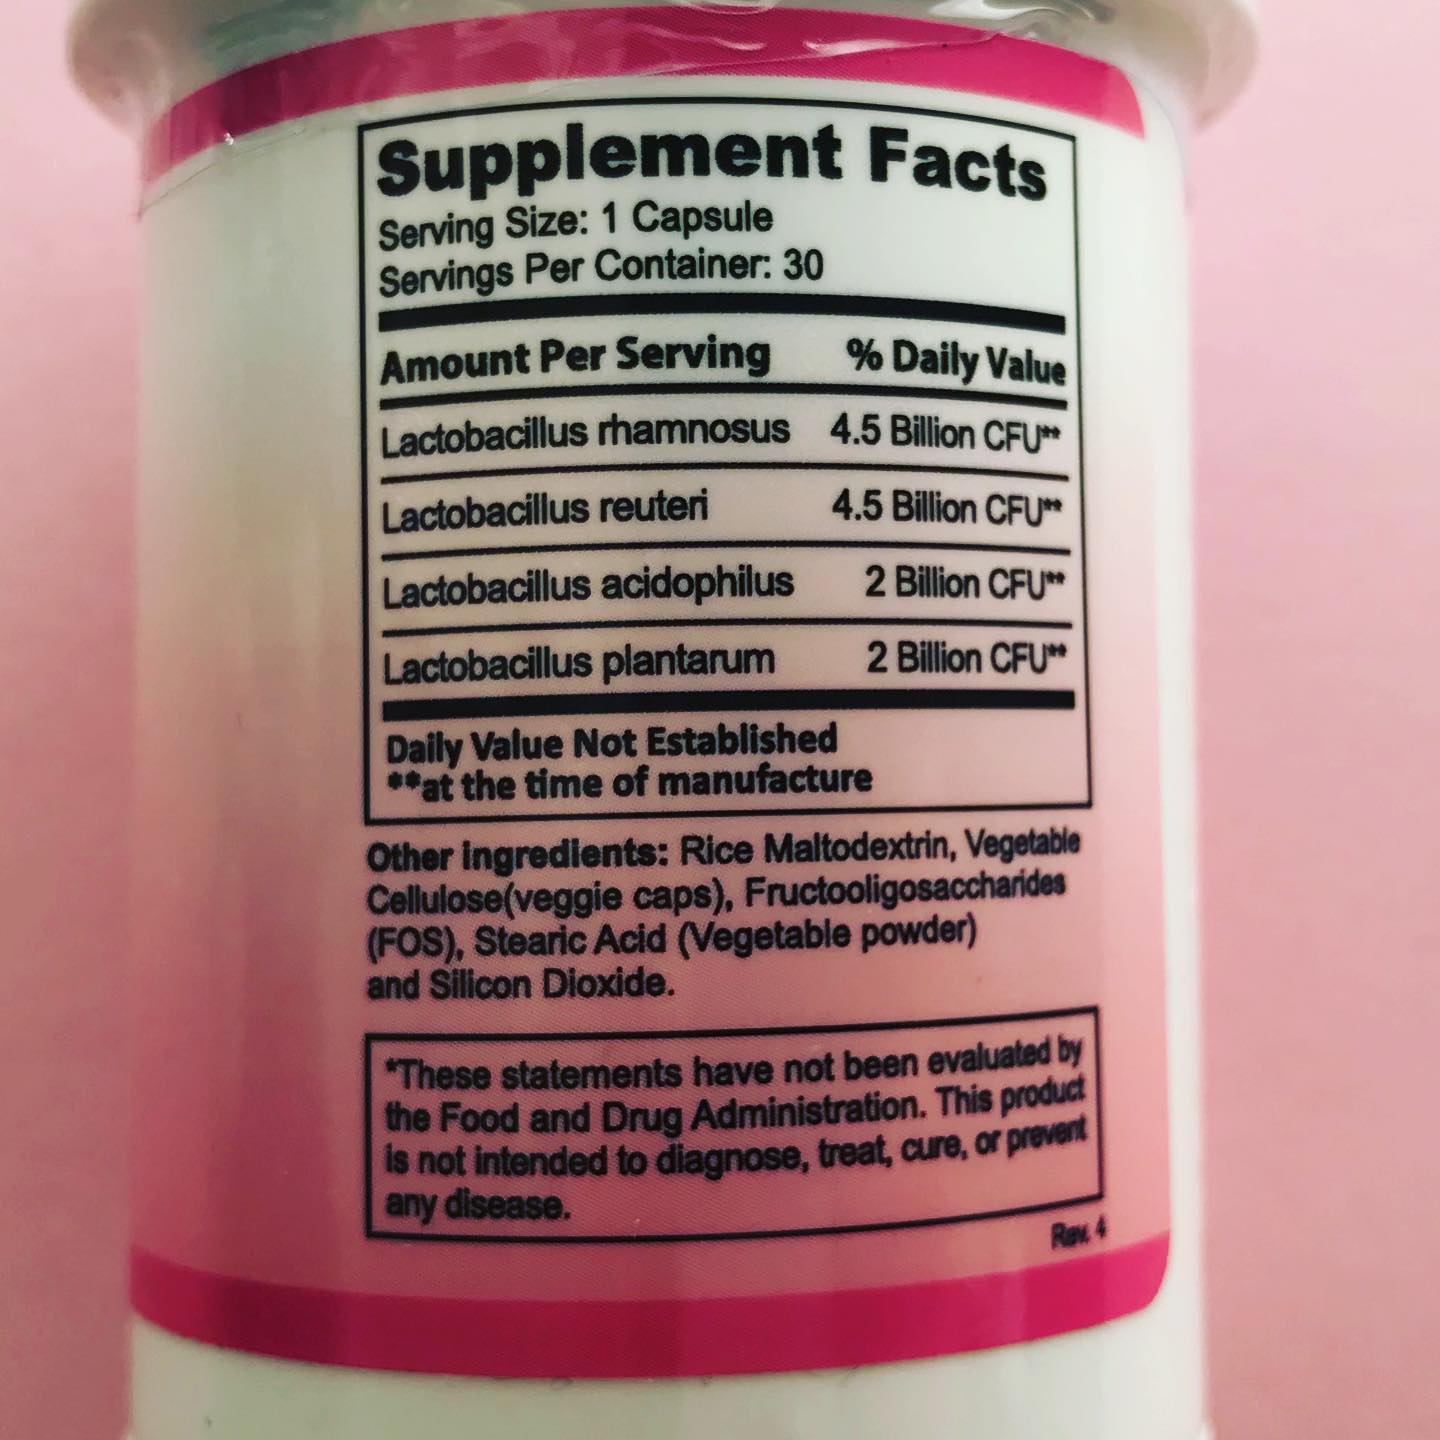 Supplement Facts
Serving Size: 1 Capsule
Servings Per Container: 30
Amount Per Serving % Daily Value
Lactobacillus rhamnosus 4.5 Billion CFU**
Lactobacillus reuteri 4.5 Billion CFU**
Lactobacillus acidophilus 2 Billion CFU**
Lactobacillus plantarum 2 Billion CFU**
Daily Value Not Established
**at the time of manufacture
Other Ingredients: Rice Maltodextrin, Vegetable
Cellulose(veggie caps), Fructooligosaccharides
(FOS), Stearic Acid (Vegetable powder)
and Silicon Dioxide.
*These statements have not been evaluated by
the Food and Drug Administration. This product
is not intended to diagnose, treat, cure, or prevent
any disease.
Rev. 4